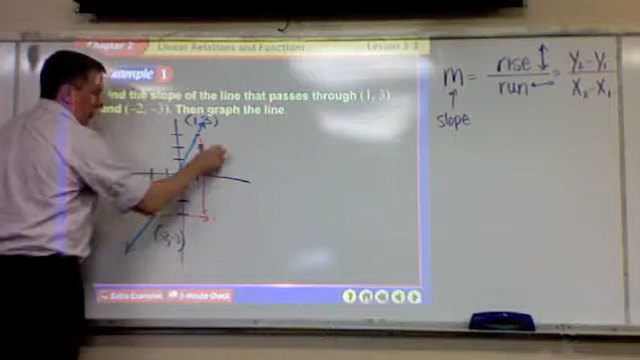 Chapter 2 Linear Relations and Functions Lesson 2-3
Example 1
Find the slope of the line that passes through (1, 3)
and (-2, -3). Then graph the line.
(1, 3)
(-2, -3)
m = rise / run = Y₂ - Y₁ / X₂ - X₁
slope
Extra Examples 5-Minute Check